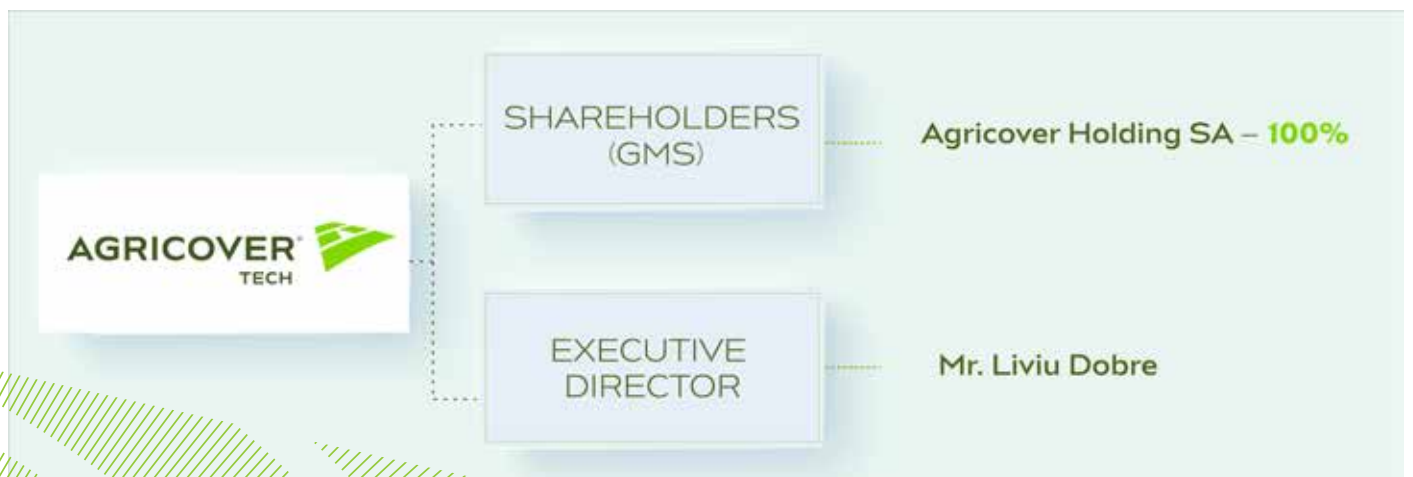 AGRICOVER®
TECH
SHAREHOLDERS
(GMS)
Agricover Holding SA – 100%
EXECUTIVE
DIRECTOR
Mr. Liviu Dobre